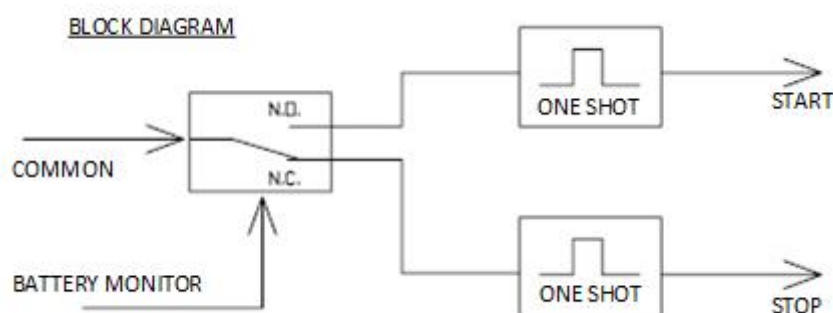 BLOCK DIAGRAM
N.O.
ONE SHOT
START
COMMON
N.C.
BATTERY MONITOR
ONE SHOT
STOP